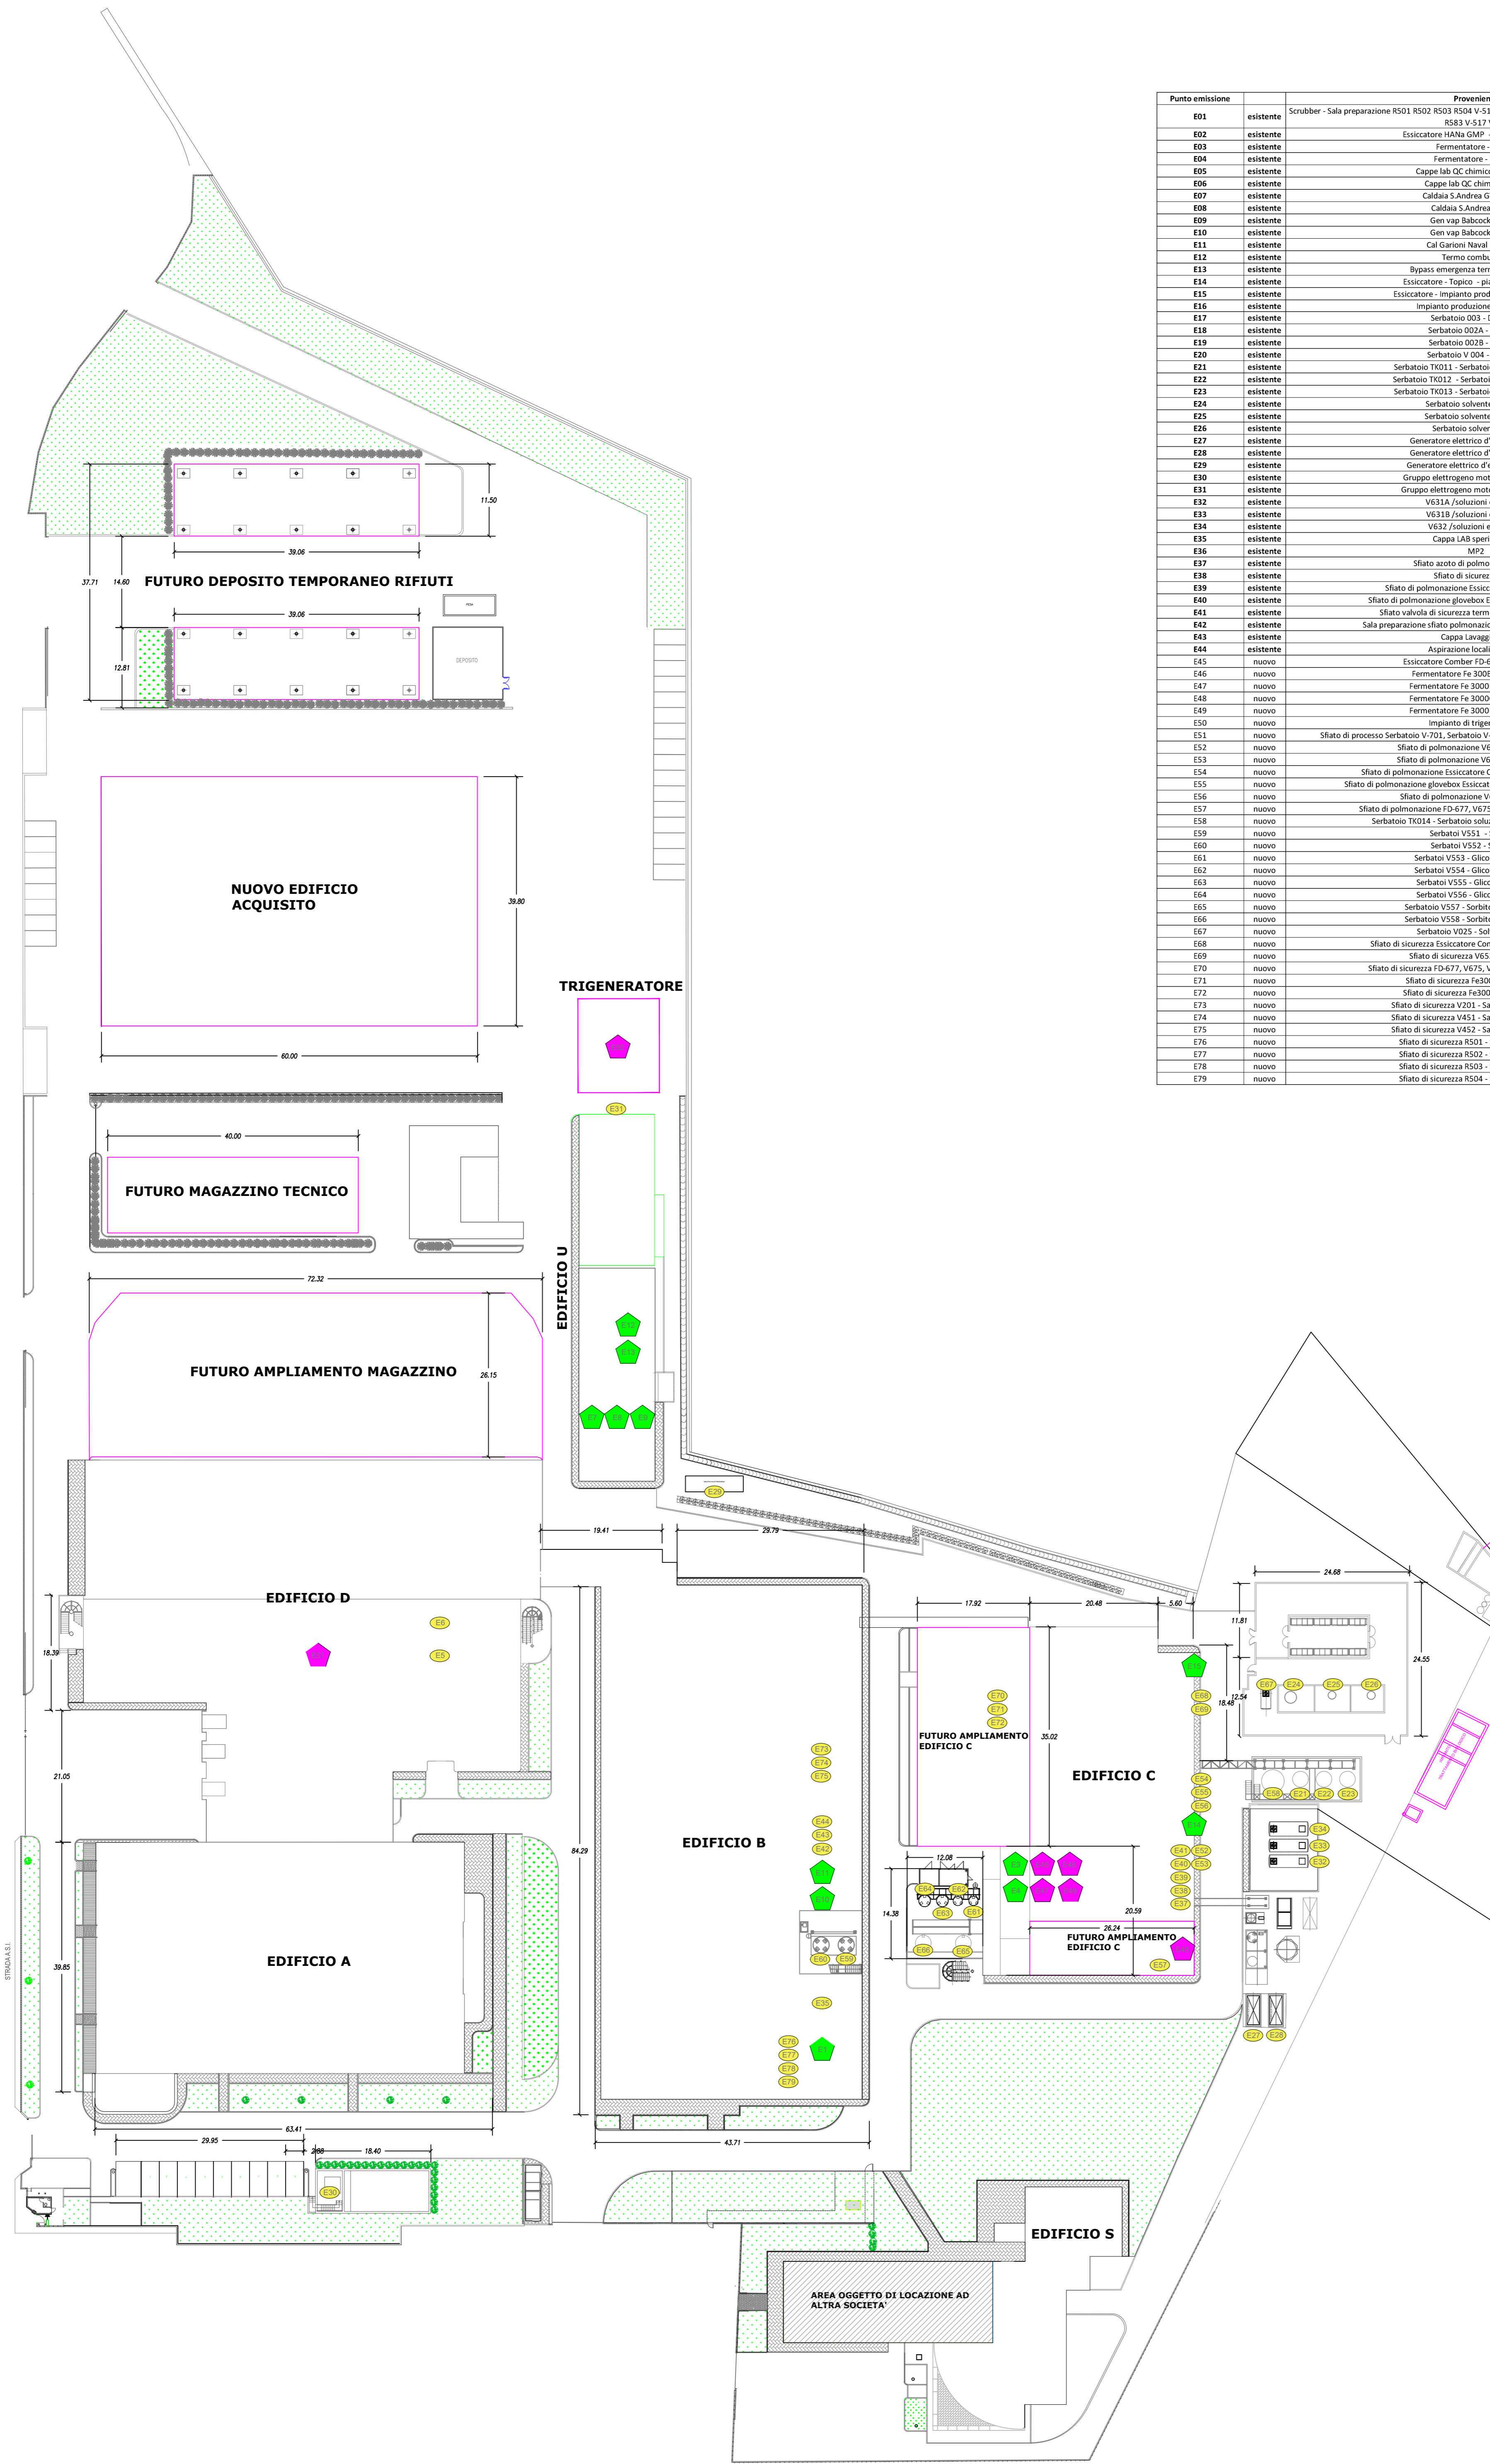 Punto emissione Provenien
E01 esistente Scrubber - Sala preparazione R501 R502 R503 R504 V-51
R583 V-517 V
E02 esistente Essiccatore HANa GMP -
E03 esistente Fermentatore -
E04 esistente Fermentatore -
E05 esistente Cappe lab QC chimico
E06 esistente Cappe lab QC chim
E07 esistente Caldaia S.Andrea G
E08 esistente Caldaia S.Andrea
E09 esistente Gen vap Babcock
E10 esistente Gen vap Babcock
E11 esistente Cal Garioni Naval
E12 esistente Termo combu
E13 esistente Bypass emergenza term
E14 esistente Essiccatore - Topico - pia
E15 esistente Essiccatore - Impianto prod
E16 esistente Impianto produzione
E17 esistente Serbatoio 003 -
E18 esistente Serbatoio 002A -
E19 esistente Serbatoio 002B -
E20 esistente Serbatoio V 004 -
E21 esistente Serbatoio TK011 - Serbatoi
E22 esistente Serbatoio TK012 - Serbatoi
E23 esistente Serbatoio TK013 - Serbatoi
E24 esistente Serbatoio solvente
E25 esistente Serbatoio solvente
E26 esistente Serbatoio solven
E27 esistente Generatore elettrico d'
E28 esistente Generatore elettrico d'
E29 esistente Generatore elettrico d'e
E30 esistente Gruppo elettrogeno mot
E31 esistente Gruppo elettrogeno moto
E32 esistente V631A /soluzioni
E33 esistente V631B /soluzioni
E34 esistente V632 /soluzioni e
E35 esistente Cappa LAB speri
E36 esistente MP2
E37 esistente Sfiato azoto di polmo
E38 esistente Sfiato di sicurez
E39 esistente Sfiato di polmonazione Essicc
E40 esistente Sfiato di polmonazione glovebox E
E41 esistente Sfiato valvola di sicurezza term
E42 esistente Sala preparazione sfiato polmonazio
E43 esistente Cappa Lavagg
E44 esistente Aspirazione locali
E45 nuovo Essiccatore Comber FD-6
E46 nuovo Fermentatore Fe 300B
E47 nuovo Fermentatore Fe 3000
E48 nuovo Fermentatore Fe 3000
E49 nuovo Fermentatore Fe 3000
E50 nuovo Impianto di triger
E51 nuovo Sfiato di processo Serbatoio V-701, Serbatoio V-
E52 nuovo Sfiato di polmonazione V6
E53 nuovo Sfiato di polmonazione V6
E54 nuovo Sfiato di polmonazione Essiccatore C
E55 nuovo Sfiato di polmonazione glovebox Essiccat
E56 nuovo Sfiato di polmonazione V
E57 nuovo Sfiato di polmonazione FD-677, V675
E58 nuovo Serbatoio TK014 - Serbatoio soluz
E59 nuovo Serbatoi V551 -
E60 nuovo Serbatoi V552 - S
E61 nuovo Serbatoi V553 - Glico
E62 nuovo Serbatoi V554 - Glico
E63 nuovo Serbatoi V555 - Glico
E64 nuovo Serbatoi V556 - Glico
E65 nuovo Serbatoio V557 - Sorbito
E66 nuovo Serbatoio V558 - Sorbito
E67 nuovo Serbatoio V025 - Sol
E68 nuovo Sfiato di sicurezza Essiccatore Com
E69 nuovo Sfiato di sicurezza V65
E70 nuovo Sfiato di sicurezza FD-677, V675, V
E71 nuovo Sfiato di sicurezza Fe300
E72 nuovo Sfiato di sicurezza Fe300
E73 nuovo Sfiato di sicurezza V201 - Sa
E74 nuovo Sfiato di sicurezza V451 - Sa
E75 nuovo Sfiato di sicurezza V452 - Sa
E76 nuovo Sfiato di sicurezza R501 -
E77 nuovo Sfiato di sicurezza R502 -
E78 nuovo Sfiato di sicurezza R503 -
E79 nuovo Sfiato di sicurezza R504 -
11.50
39.06
37.71
14.60
FUTURO DEPOSITO TEMPORANEO RIFIUTI
39.06
12.81
DEPOSITO
NUOVO EDIFICIO
ACQUISITO
39.80
60.00
TRIGENERATORE
E31
40.00
FUTURO MAGAZZINO TECNICO
EDIFICIO U
72.32
FUTURO AMPLIAMENTO MAGAZZINO
26.15
E12
E29
19.41
29.79
EDIFICIO D
E6
E5
18.39
21.05
24.68
11.81
24.55
12.54
18.48
17.92
20.48
5.60
E67
E24
E25
E26
E68
E69
E70
E71
E72
FUTURO AMPLIAMENTO
EDIFICIO C
35.02
EDIFICIO C
E73
E74
E75
E54
E55
E56
E58
E21
E22
E23
E44
E43
E42
EDIFICIO B
84.29
E34
E33
E32
E41
E52
E40
E53
E39
E38
E37
12.08
14.38
E64
E62
E63
E61
E66
E65
20.59
26.24
FUTURO AMPLIAMENTO
EDIFICIO C
E57
E60
E59
E35
E76
E77
E78
E79
E1
E27
E28
EDIFICIO A
39.85
STRADA A.S.I.
63.41
29.95
2.88
18.40
E30
43.71
EDIFICIO S
AREA OGGETTO DI LOCAZIONE AD
ALTRA SOCIETA'